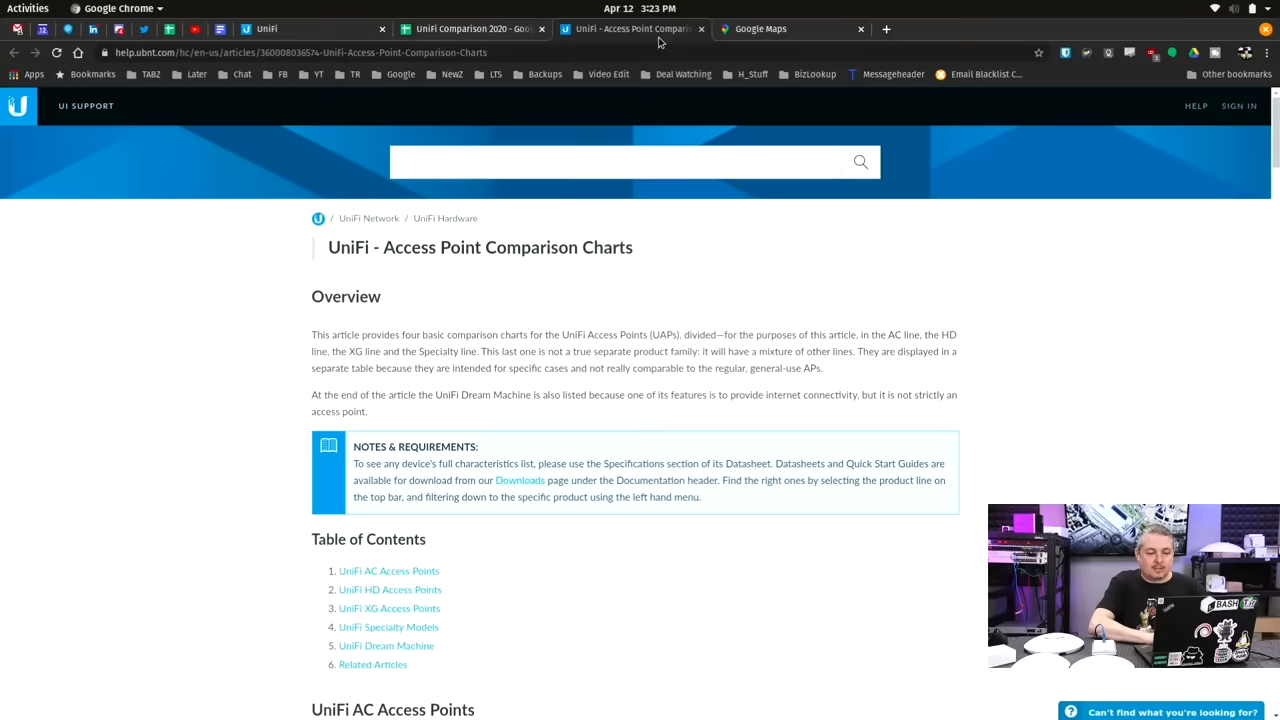 Activities
Google Chrome
Apr 12 3:23 PM
UniFi
UniFi Comparison 2020 - Goo
UniFi - Access Point Comparis
Google Maps
help.ubnt.com/hc/en-us/articles/360008036574-UniFi-Access-Point-Comparison-Charts
Apps
Bookmarks
TABZ
Later
Chat
FB
YT
TR
Google
NewZ
LTS
Backups
Video Edit
Deal Watching
H_Stuff
BizLookup
Messageheader
Email Blacklist C...
Other bookmarks
UI SUPPORT
HELP
SIGN IN
/ UniFi Network / UniFi Hardware
UniFi - Access Point Comparison Charts
Overview
This article provides four basic comparison charts for the UniFi Access Points (UAPs), divided—for the purposes of this article, in the AC line, the HD
line, the XG line and the Specialty line. This last one is not a true separate product family: it will have a mixture of other lines. They are displayed in a
separate table because they are intended for specific cases and not really comparable to the regular, general-use APs.
At the end of the article the UniFi Dream Machine is also listed because one of its features is to provide internet connectivity, but it is not strictly an
access point.
NOTES & REQUIREMENTS:
To see any device's full characteristics list, please use the Specifications section of its Datasheet. Datasheets and Quick Start Guides are
available for download from our Downloads page under the Documentation header. Find the right ones by selecting the product line on
the top bar, and filtering down to the specific product using the left hand menu.
Table of Contents
1. UniFi AC Access Points
2. UniFi HD Access Points
3. UniFi XG Access Points
4. UniFi Specialty Models
5. UniFi Dream Machine
6. Related Articles
UniFi AC Access Points
BASH
Can't find what you're looking for?